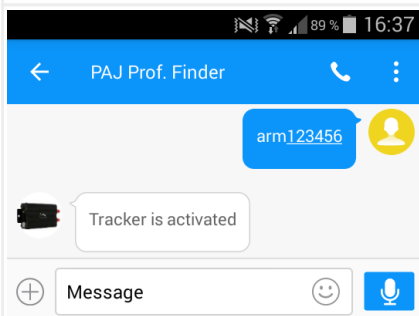 89 % 16:37
PAJ Prof. Finder
arm123456
Tracker is activated
Message